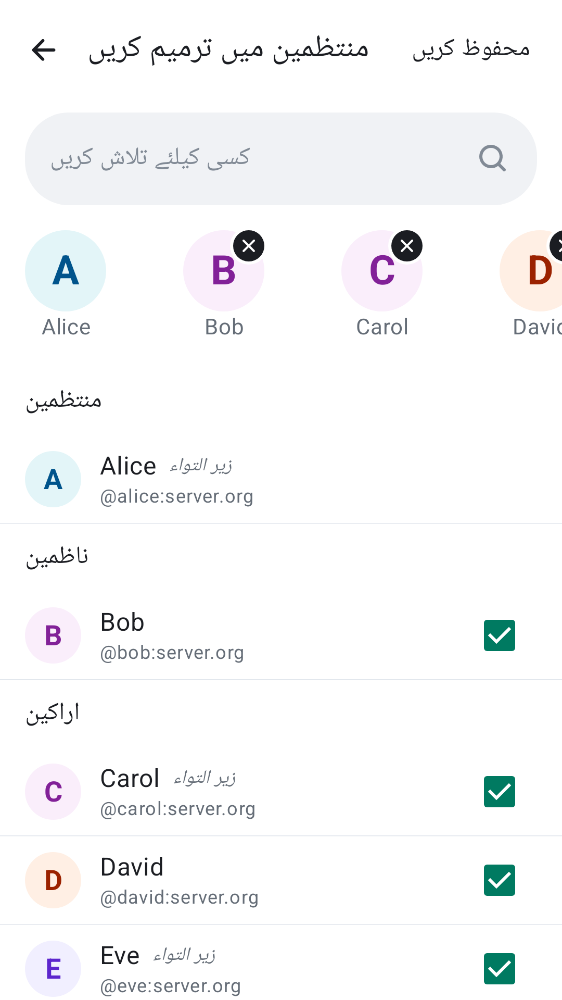 منتظمین میں ترمیم کریں
محفوظ کریں
کسی کیلئے تلاش کریں
A
B
C
D
Alice
Bob
Carol
David
منتظمین
A
Alice زیر التواء
@alice:server.org
ناظمین
B
Bob
@bob:server.org
اراکین
C
Carol زیر التواء
@carol:server.org
D
David
@david:server.org
E
Eve زیر التواء
@eve:server.org